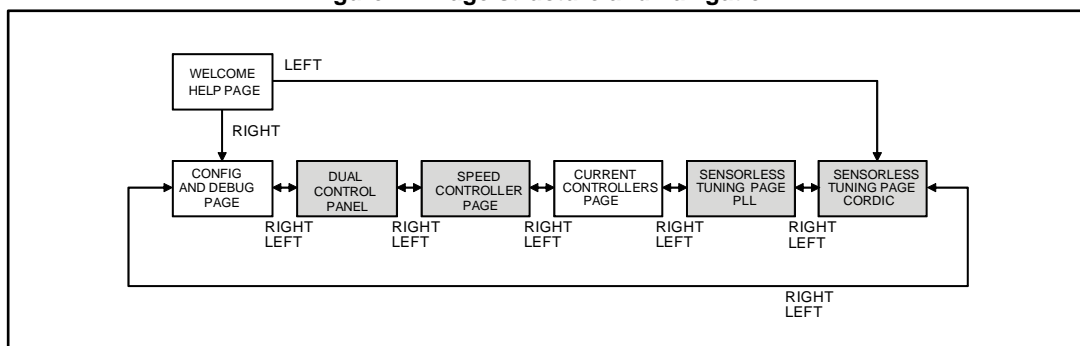 LEFT
WELCOME
HELP PAGE
RIGHT
CONFIG
AND DEBUG
PAGE
DUAL
CONTROL
PANEL
SPEED
CONTROLLER
PAGE
CURRENT
CONTROLLERS
PAGE
SENSORLESS
TUNING PAGE
PLL
SENSORLESS
TUNING PAGE
CORDIC
RIGHT
LEFT
RIGHT
LEFT
RIGHT
LEFT
RIGHT
LEFT
RIGHT
LEFT
RIGHT
LEFT